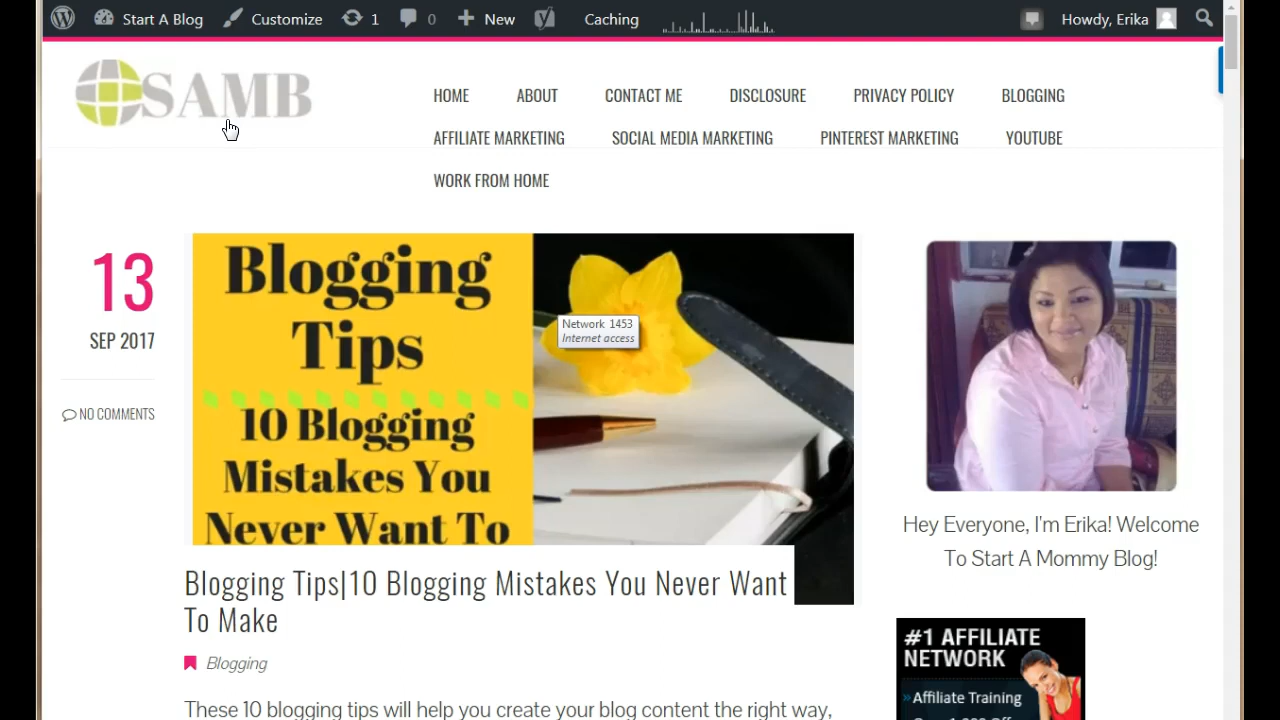 Start A Blog Customize 1 0 New Caching Howdy, Erika
SAMB
HOME ABOUT CONTACT ME DISCLOSURE PRIVACY POLICY BLOGGING
AFFILIATE MARKETING SOCIAL MEDIA MARKETING PINTEREST MARKETING YOUTUBE
WORK FROM HOME
13
SEP 2017
NO COMMENTS
Blogging
Tips
10 Blogging
Mistakes You
Never Want To
Network 1453
Internet access
Blogging Tips|10 Blogging Mistakes You Never Want
To Make
Blogging
These 10 blogging tips will help you create your blog content the right way,
Hey Everyone, I'm Erika! Welcome
To Start A Mommy Blog!
#1 AFFILIATE
NETWORK
» Affiliate Training